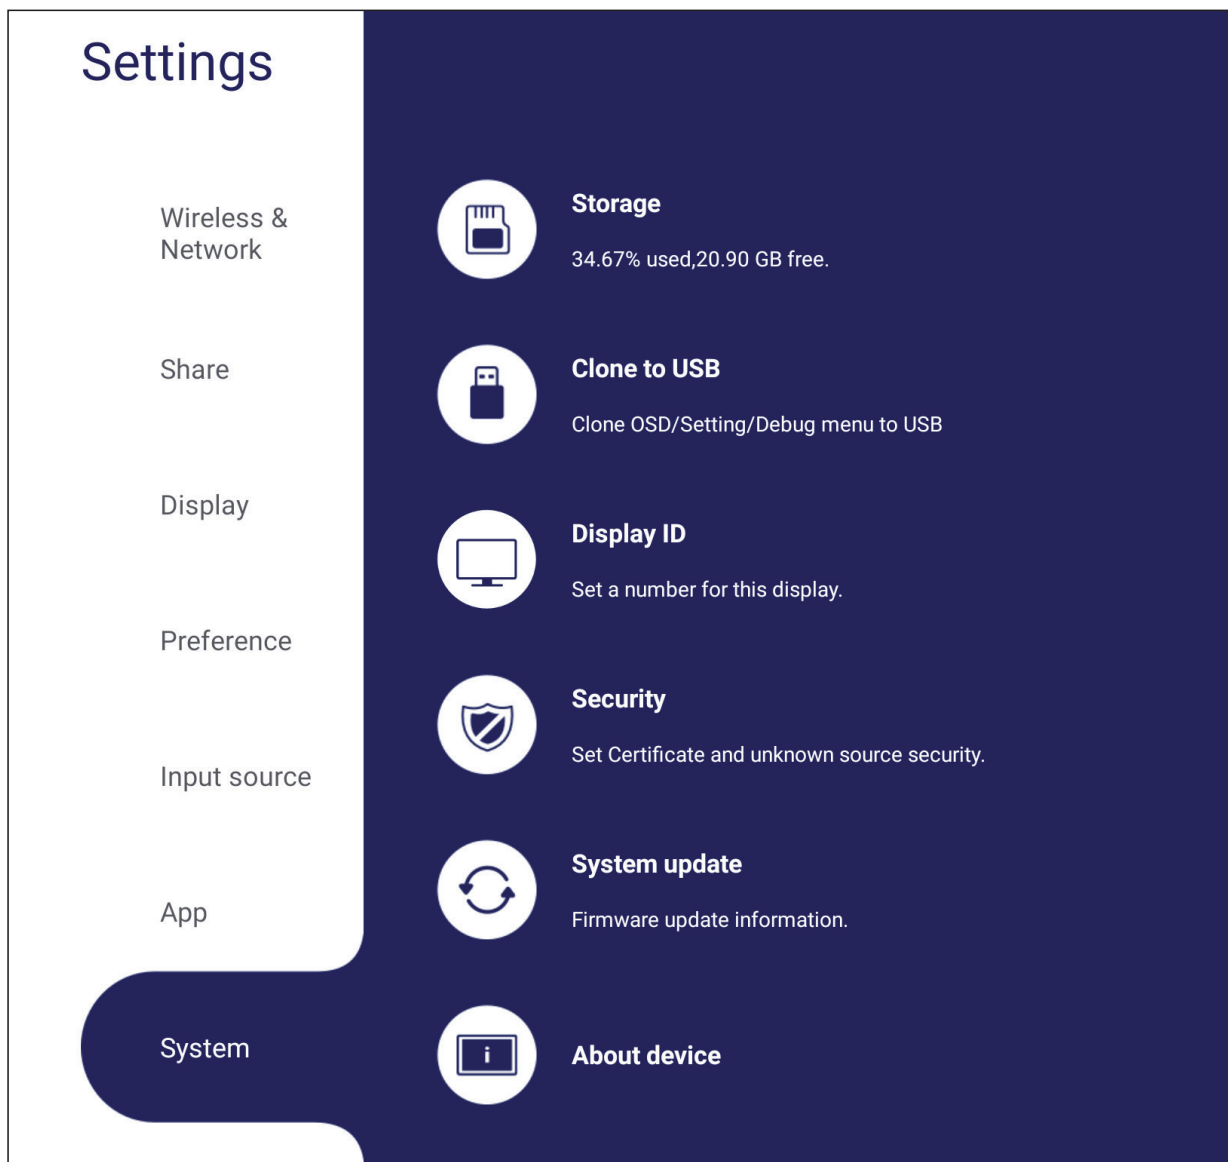 Settings
Wireless &
Network
Share
Display
Preference
Input source
App
System
Storage
34.67% used,20.90 GB free.
Clone to USB
Clone OSD/Setting/Debug menu to USB
Display ID
Set a number for this display.
Security
Set Certificate and unknown source security.
System update
Firmware update information.
i
About device